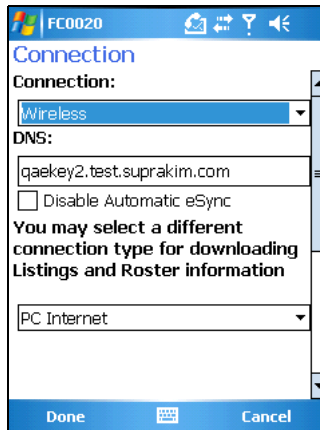 FC0020
Connection
Connection:
Wireless
DNS:
qaekey2.test.suprakim.com
Disable Automatic eSync
You may select a different
connection type for downloading
Listings and Roster information
PC Internet
Done
Cancel